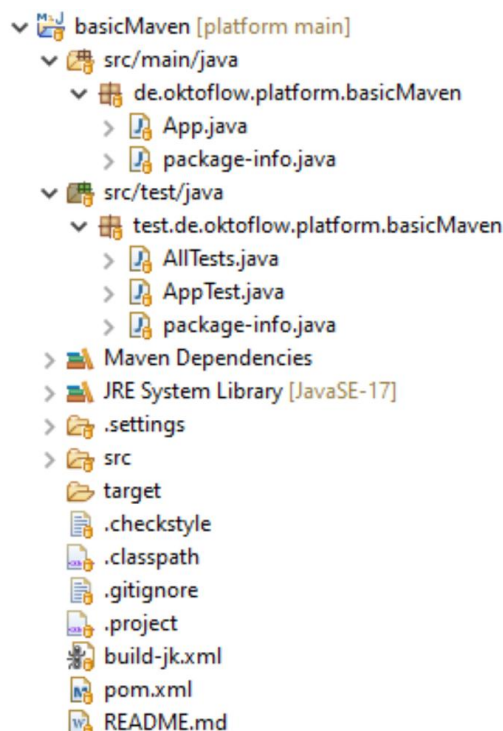 basicMaven [platform main]
src/main/java
de.oktoflow.platform.basicMaven
App.java
package-info.java
src/test/java
test.de.oktoflow.platform.basicMaven
AllTests.java
AppTest.java
package-info.java
Maven Dependencies
JRE System Library [JavaSE-17]
.settings
src
target
.checkstyle
.classpath
.gitignore
.project
build-jk.xml
pom.xml
README.md